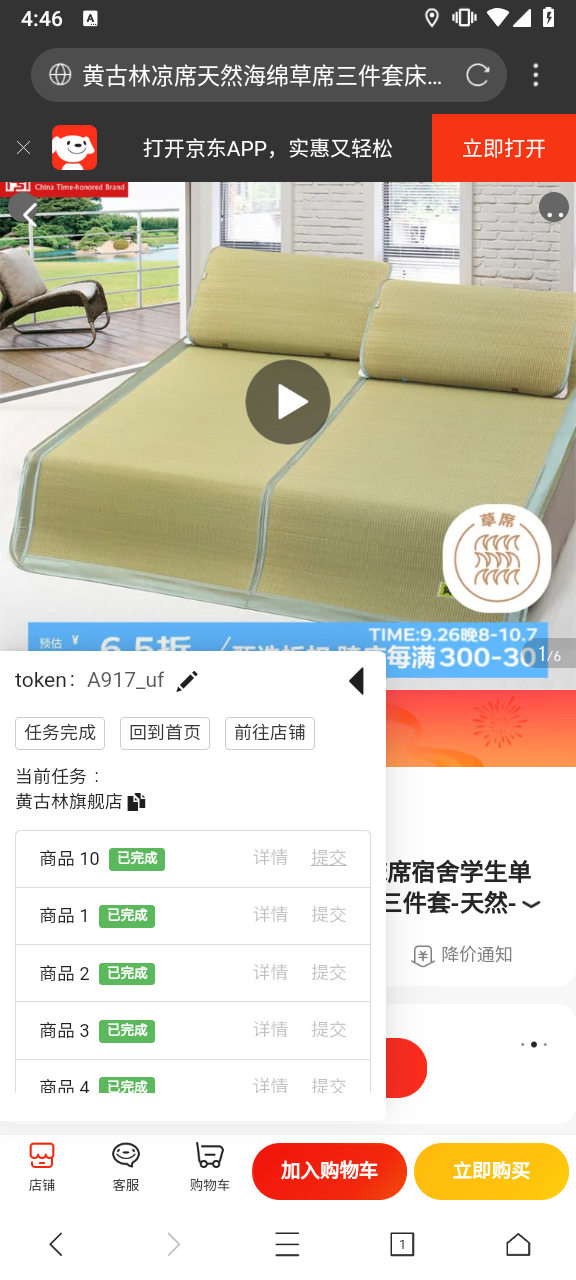 4:46
A
黄古林凉席天然海绵草席三件套床...
打开京东APP，实惠又轻松
立即打开
China Time-honored Brand
草席
TIME:9.26晚8-10.7
预估
¥
6.5折
每满300-30
1/6
token： A917_uf
任务完成
回到首页
前往店铺
当前任务：
黄古林旗舰店
商品 10 已完成 详情 提交
商品 1 已完成 详情 提交
商品 2 已完成 详情 提交
商品 3 已完成 详情 提交
商品 4 已完成 详情 提交
席宿舍学生单
三件套-天然-
降价通知
店铺
客服
购物车
加入购物车
立即购买
1